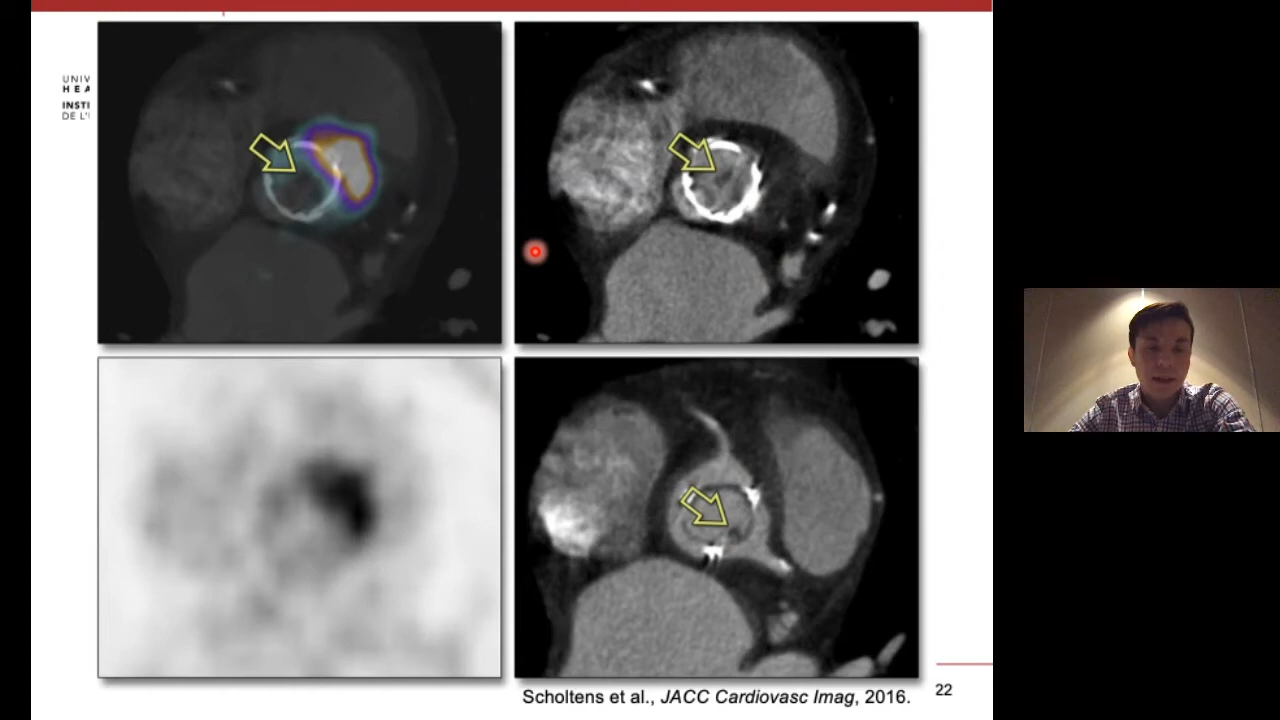 UNIV
HEA
INSTI
DE L'
Scholtens et al., JACC Cardiovasc Imag, 2016.
22